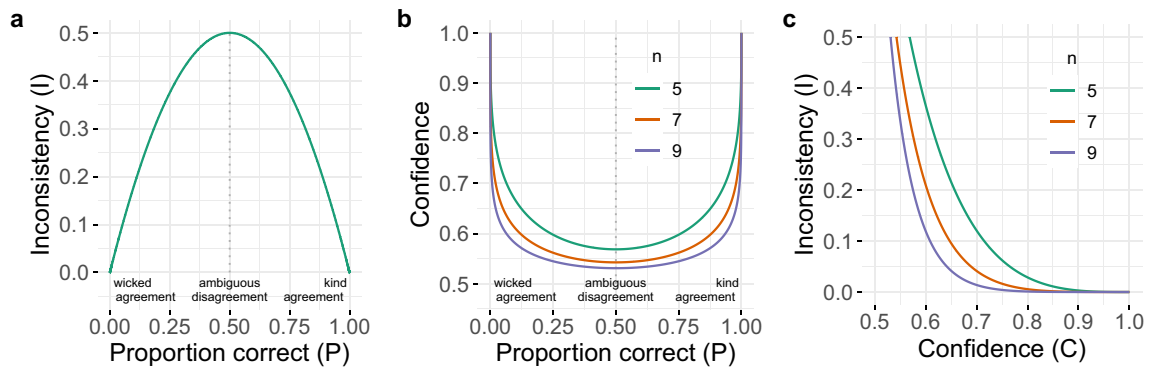 a
Inconsistency (I)
0.5
0.4
0.3
0.2
0.1
0.0
wicked
agreement
ambiguous
disagreement
kind
agreement
0.00 0.25 0.50 0.75 1.00
Proportion correct (P)
b
Confidence
1.0
0.9
0.8
0.7
0.6
0.5
n
5
7
9
wicked
agreement
ambiguous
disagreement
kind
agreement
0.00 0.25 0.50 0.75 1.00
Proportion correct (P)
c
Inconsistency (I)
0.5
0.4
0.3
0.2
0.1
0.0
n
5
7
9
0.5 0.6 0.7 0.8 0.9 1.0
Confidence (C)